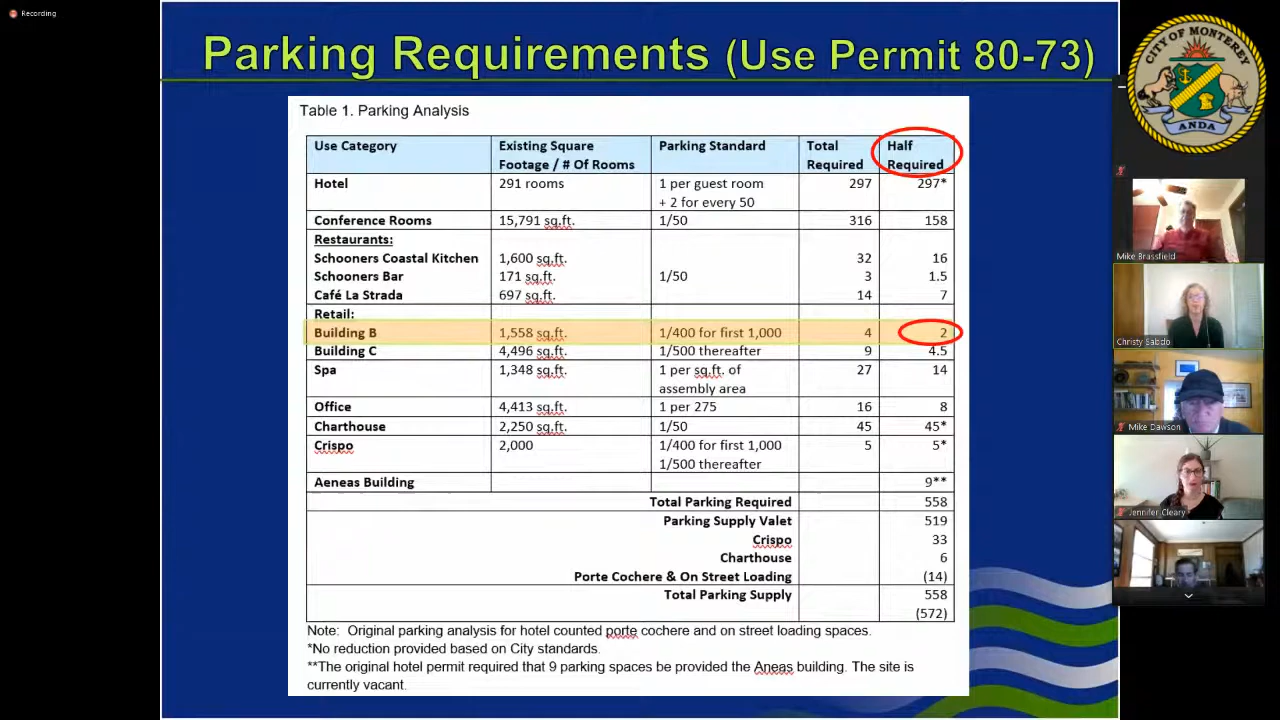 Recording
Parking Requirements (Use Permit 80-73)
CITY OF MONTEREY
ANDA
Table 1. Parking Analysis
Use Category Existing Square Footage / # Of Rooms Parking Standard Total Required Half Required
Hotel 291 rooms 1 per guest room + 2 for every 50 297 297*
Conference Rooms 15,791 sq.ft. 1/50 316 158
Restaurants:
Schooners Coastal Kitchen 1,600 sq.ft. 32 16
Schooners Bar 171 sq.ft. 1/50 3 1.5
Café La Strada 697 sq.ft. 14 7
Retail:
Building B 1,558 sq.ft. 1/400 for first 1,000 4 2
Building C 4,496 sq.ft. 1/500 thereafter 9 4.5
Spa 1,348 sq.ft. 1 per sq.ft. of assembly area 27 14
Office 4,413 sq.ft. 1 per 275 16 8
Charthouse 2,250 sq.ft. 1/50 45 45*
Crispo 2,000 1/400 for first 1,000 1/500 thereafter 5 5*
Aeneas Building 9**
Total Parking Required 558
Parking Supply Valet 519
Crispo 33
Charthouse 6
Porte Cochere & On Street Loading (14)
Total Parking Supply 558
(572)
Note: Original parking analysis for hotel counted porte cochere and on street loading spaces.
*No reduction provided based on City standards.
**The original hotel permit required that 9 parking spaces be provided the Aneas building. The site is
currently vacant.
Mike Brassfield
Christy Sabdo
Mike Dawson
Jennifer Cleary